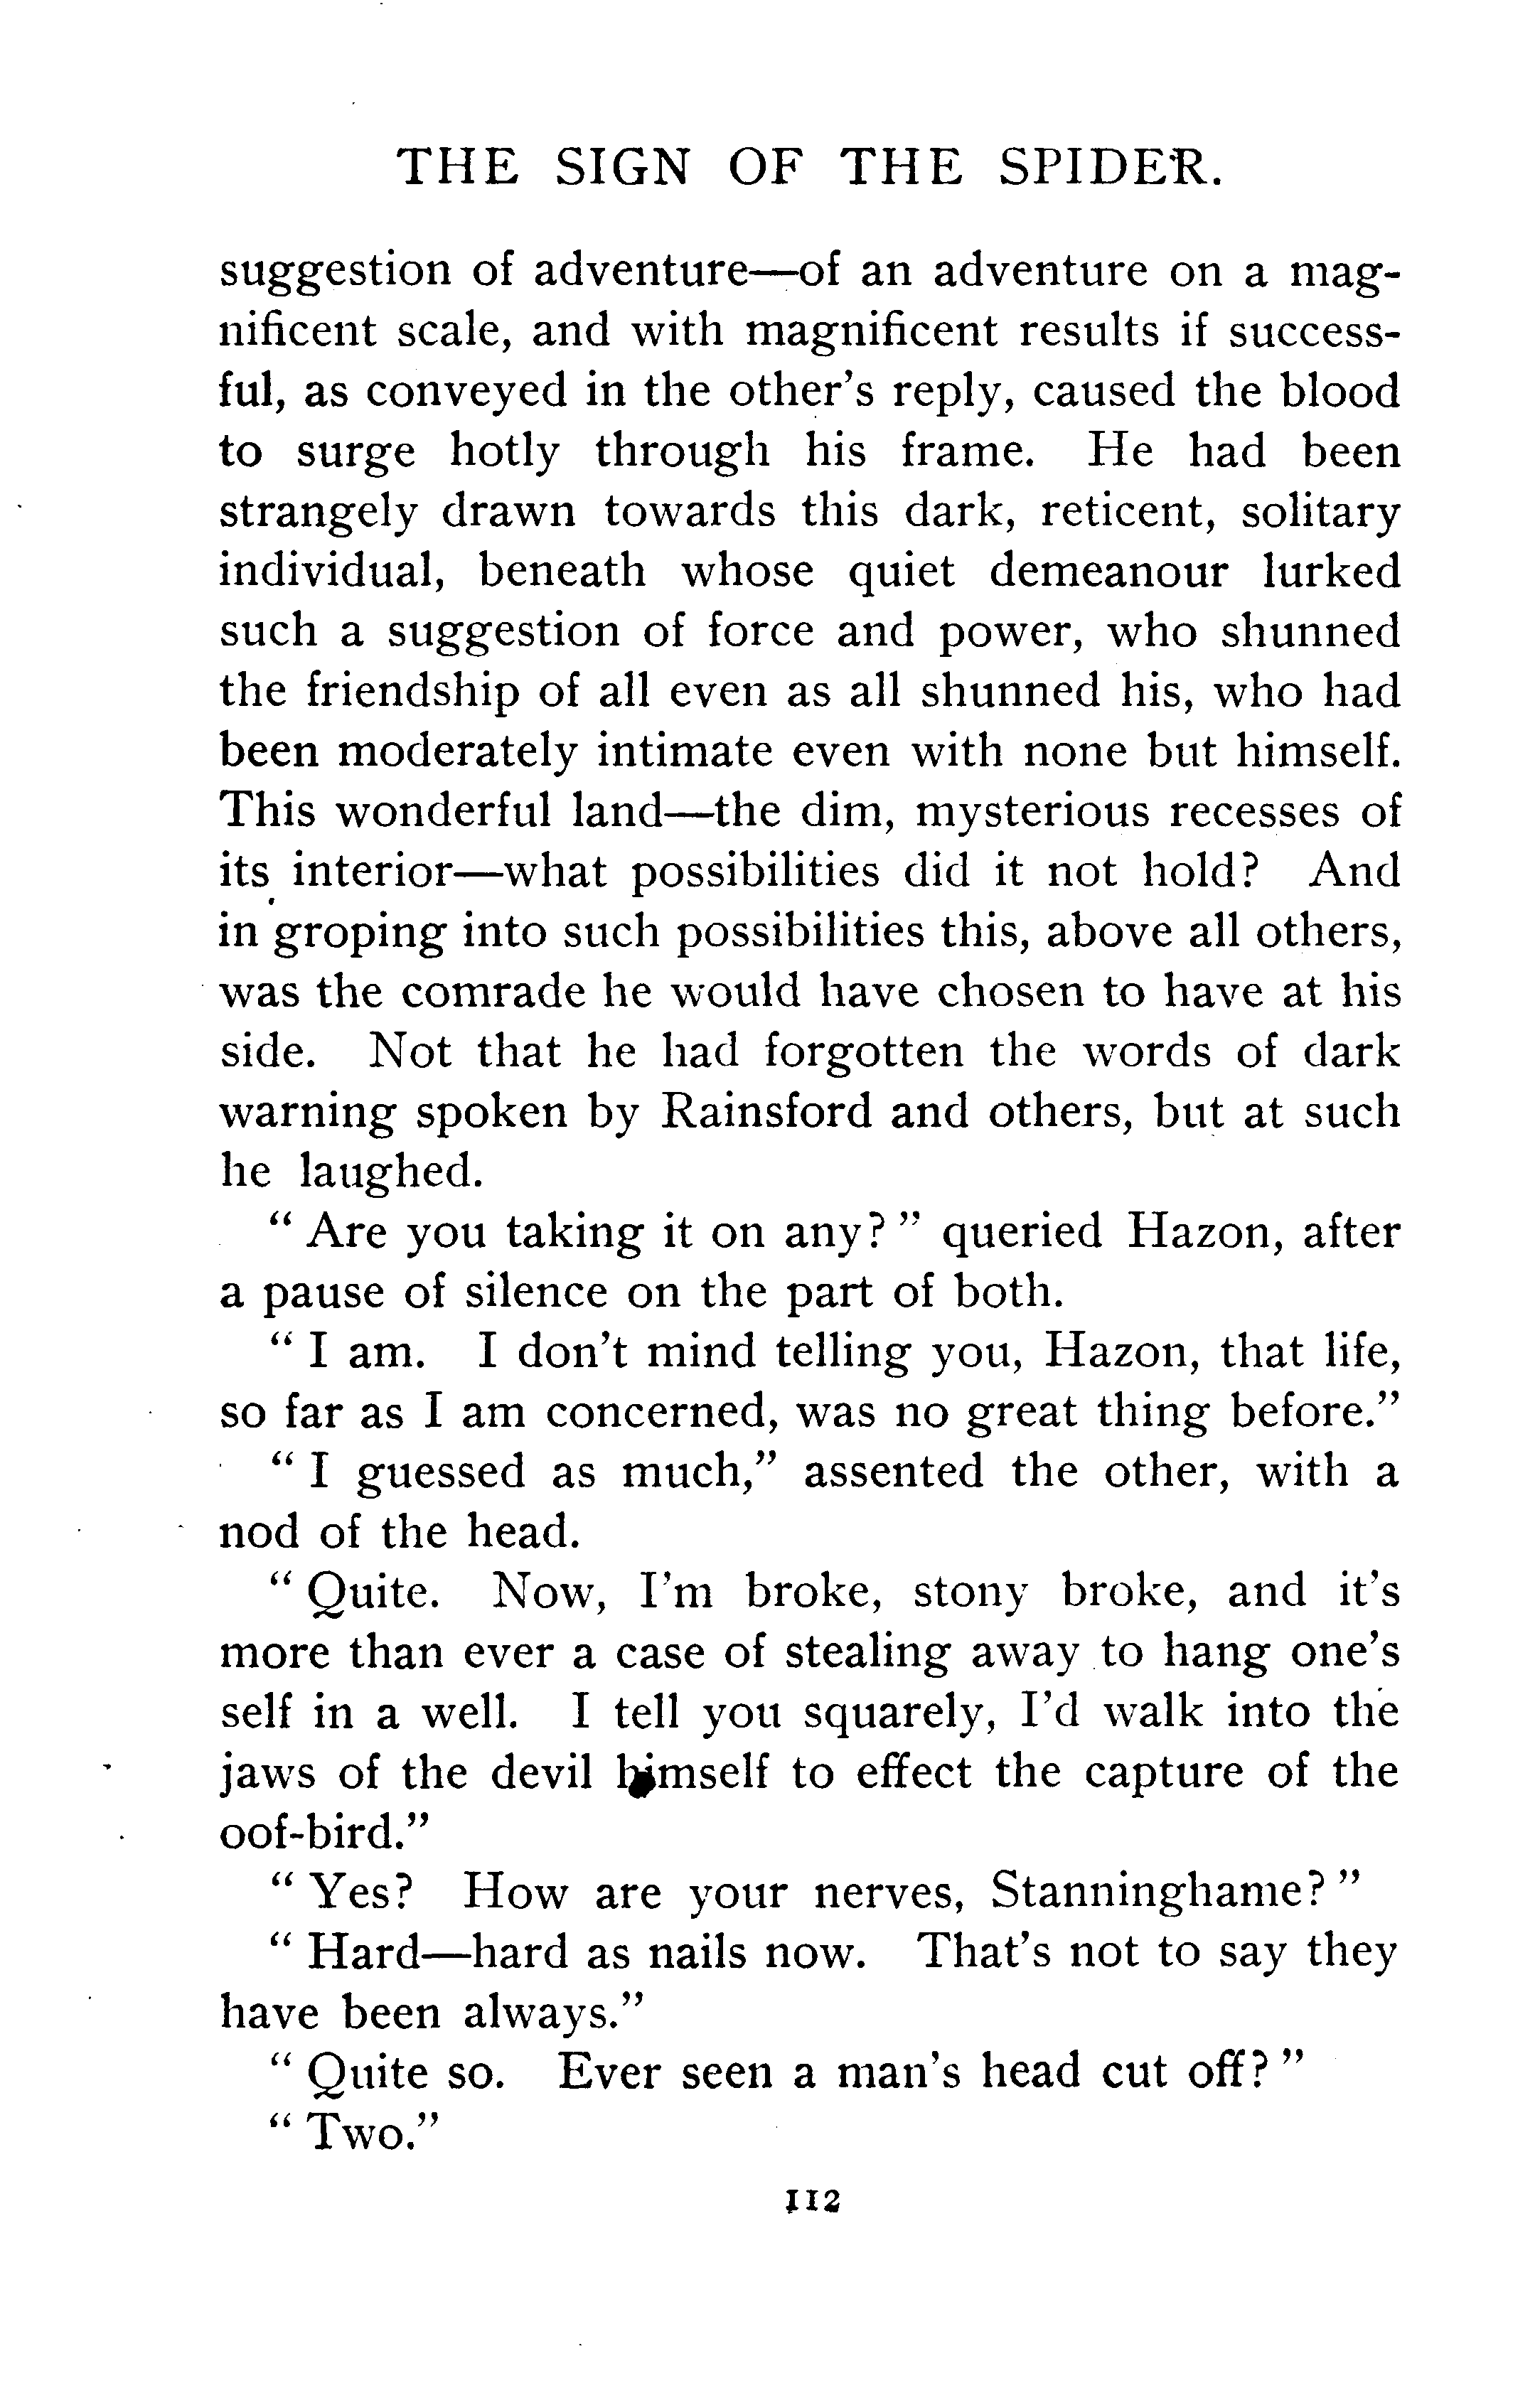 THE SIGN OF THE SPIDER.
suggestion of adventure—of an adventure on a mag-
nificent scale, and with magnificent results if success-
ful, as conveyed in the other's reply, caused the blood
to surge hotly through his frame. He had been
strangely drawn towards this dark, reticent, solitary
individual, beneath whose quiet demeanour lurked
such a suggestion of force and power, who shunned
the friendship of all even as all shunned his, who had
been moderately intimate even with none but himself.
This wonderful land—the dim, mysterious recesses of
its interior—what possibilities did it not hold? And
in groping into such possibilities this, above all others,
was the comrade he would have chosen to have at his
side. Not that he had forgotten the words of dark
warning spoken by Rainsford and others, but at such
he laughed.
" Are you taking it on any? " queried Hazon, after
a pause of silence on the part of both.
" I am. I don't mind telling you, Hazon, that life,
so far as I am concerned, was no great thing before."
" I guessed as much," assented the other, with a
nod of the head.
" Quite. Now, I'm broke, stony broke, and it's
more than ever a case of stealing away to hang one's
self in a well. I tell you squarely, I'd walk into the
jaws of the devil himself to effect the capture of the
oof-bird."
" Yes? How are your nerves, Stanninghame? "
" Hard—hard as nails now. That's not to say they
have been always."
" Quite so. Ever seen a man's head cut off? "
" Two."
112